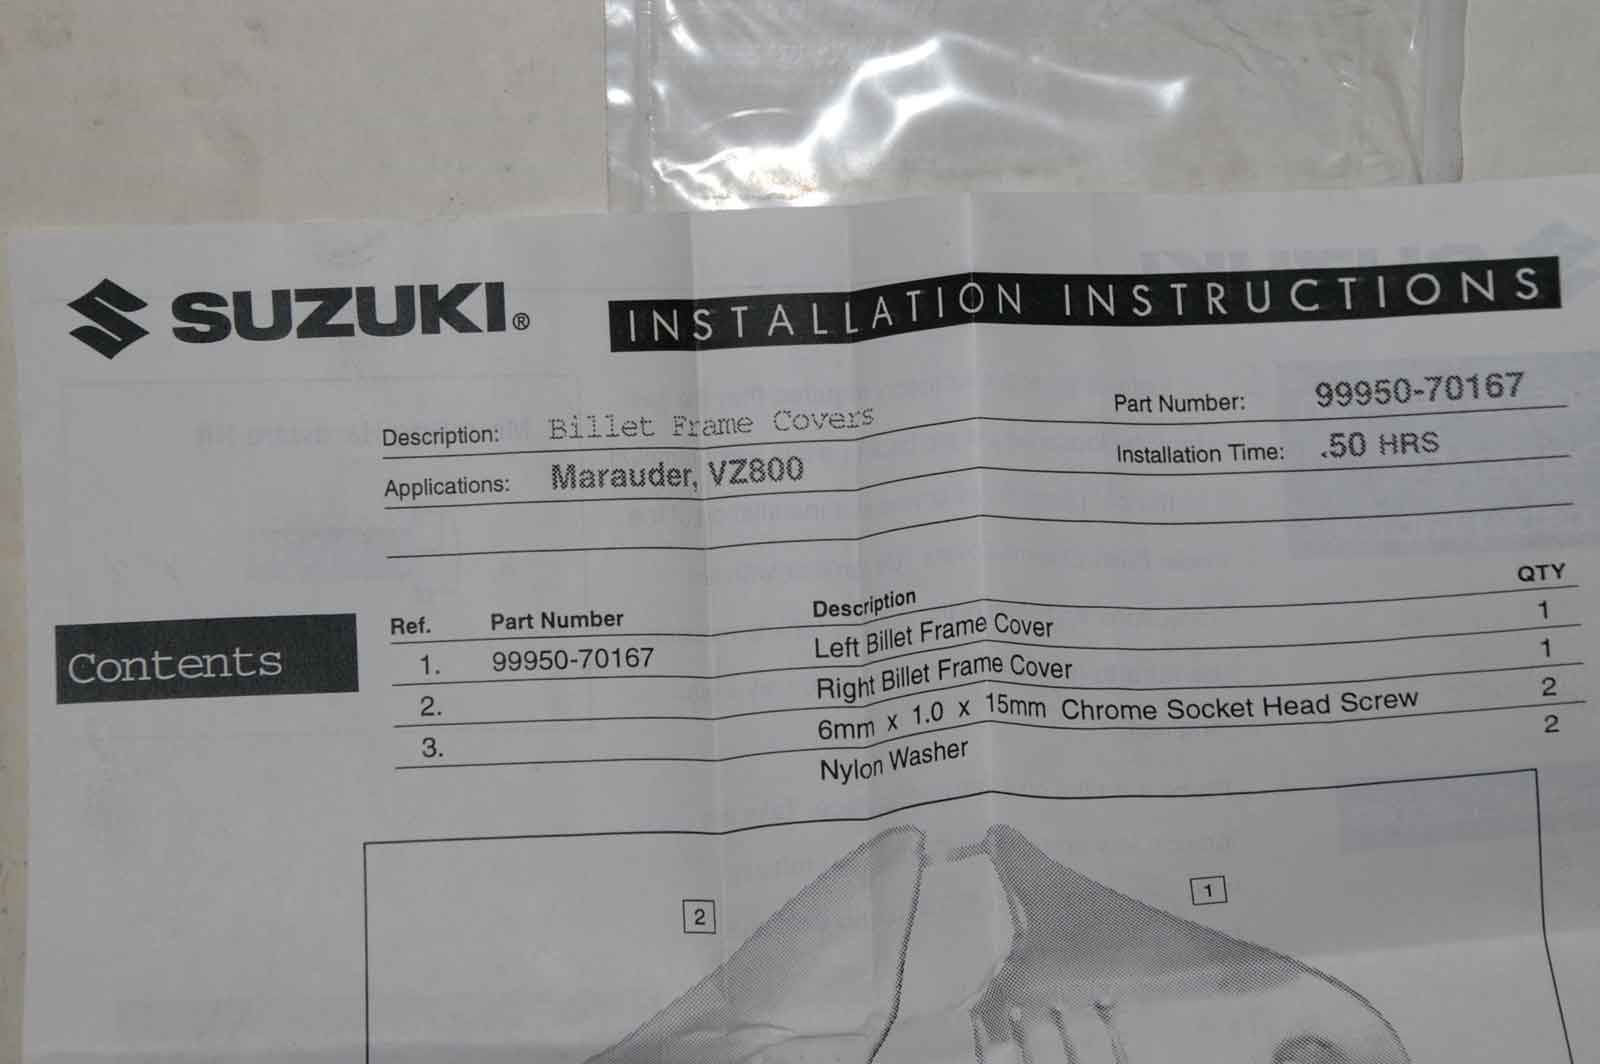 SUZUKI®
INSTALLATION INSTRUCTIONS
Description: Billet Frame Covers
Part Number: 99950-70167
Applications: Marauder, VZ800
Installation Time: .50 HRS
Contents
Ref. Part Number Description QTY
1. 99950-70167 Left Billet Frame Cover 1
2. Right Billet Frame Cover 1
3. 6mm x 1.0 x 15mm Chrome Socket Head Screw 2
Nylon Washer 2
2
1